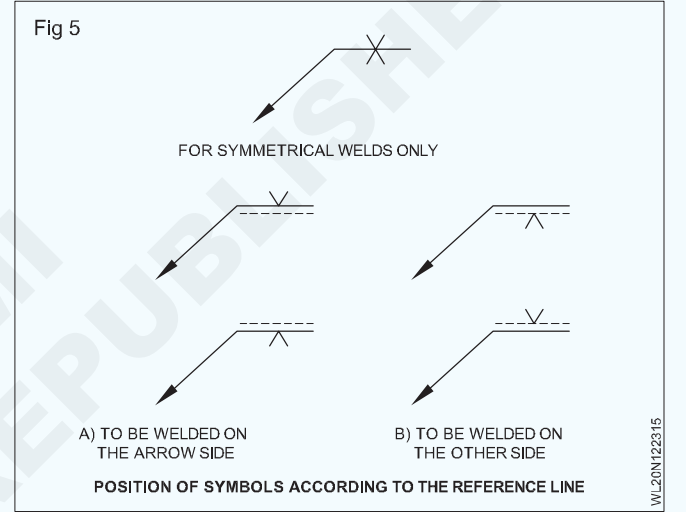 Fig 5
FOR SYMMETRICAL WELDS ONLY
A) TO BE WELDED ON
THE ARROW SIDE
B) TO BE WELDED ON
THE OTHER SIDE
POSITION OF SYMBOLS ACCORDING TO THE REFERENCE LINE
WL20N122315